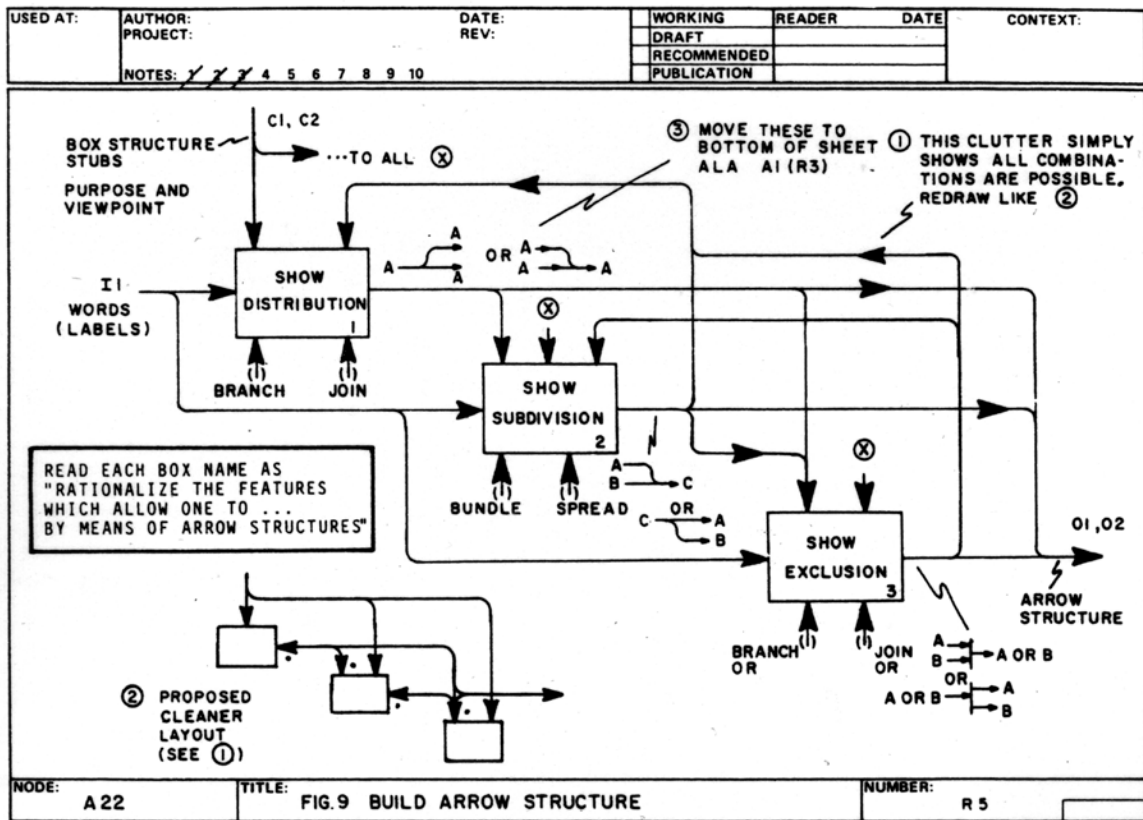 USED AT:
AUTHOR:
DATE:
PROJECT:
REV:
NOTES: 1 2 3 4 5 6 7 8 9 10
WORKING
DRAFT
RECOMMENDED
PUBLICATION
READER DATE
CONTEXT:
C1, C2
BOX STRUCTURE
STUBS
...TO ALL Ⓧ
PURPOSE AND
VIEWPOINT
③ MOVE THESE TO
BOTTOM OF SHEET
ALA A1 (R3)
① THIS CLUTTER SIMPLY
SHOWS ALL COMBINA-
TIONS ARE POSSIBLE.
REDRAW LIKE ②
SHOW
DISTRIBUTION
1
A
A
A
OR
A
A
A
I1
WORDS
(LABELS)
(I)
BRANCH
(I)
JOIN
Ⓧ
SHOW
SUBDIVISION
2
(I)
BUNDLE
(I)
SPREAD
A
B
C
OR
C
A
B
Ⓧ
SHOW
EXCLUSION
3
(I)
BRANCH
OR
(I)
JOIN
OR
O1,O2
ARROW
STRUCTURE
A
B
A OR B
OR
A OR B
A
B
READ EACH BOX NAME AS
"RATIONALIZE THE FEATURES
WHICH ALLOW ONE TO ...
BY MEANS OF ARROW STRUCTURES"
② PROPOSED
CLEANER
LAYOUT
(SEE ①)
NODE:
A22
TITLE:
FIG.9 BUILD ARROW STRUCTURE
NUMBER:
R 5